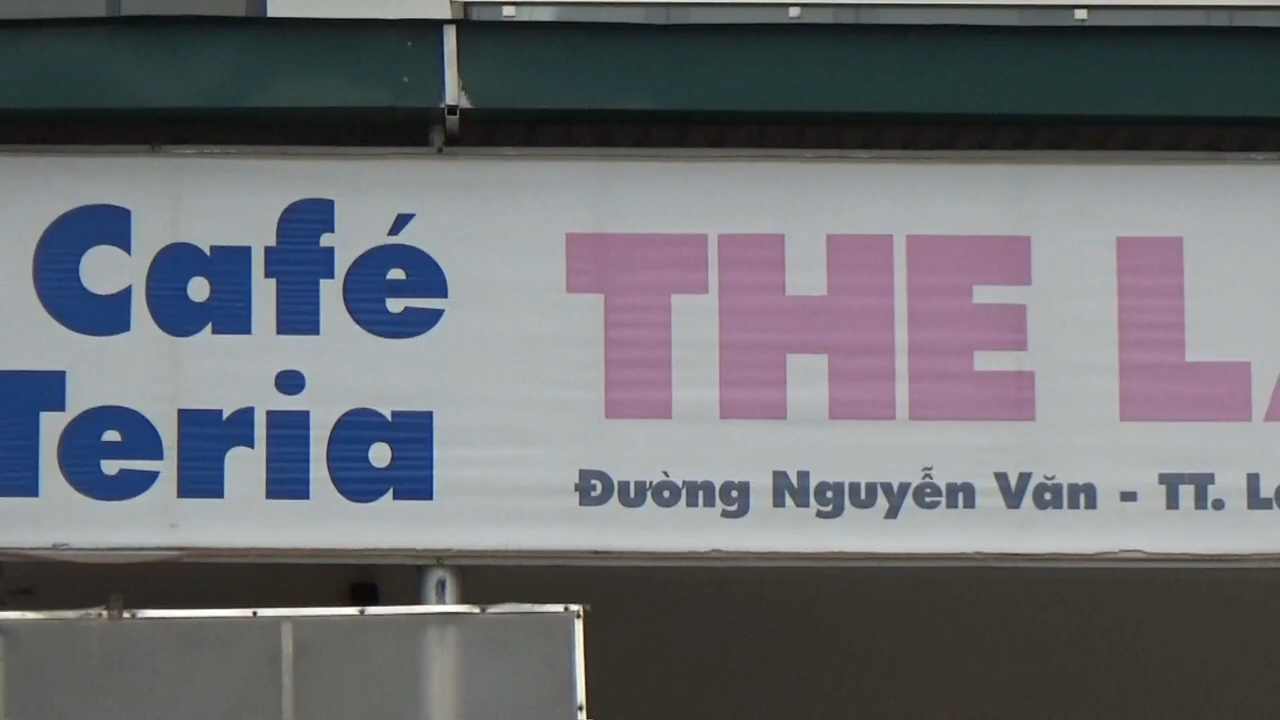 Café
Teria
THE
Đường Nguyễn Văn - TT.